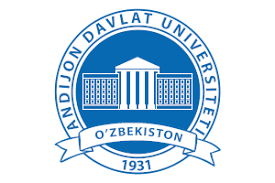 ANDIJON DAVLAT UNIVERSITETI
O'ZBEKISTON
1931